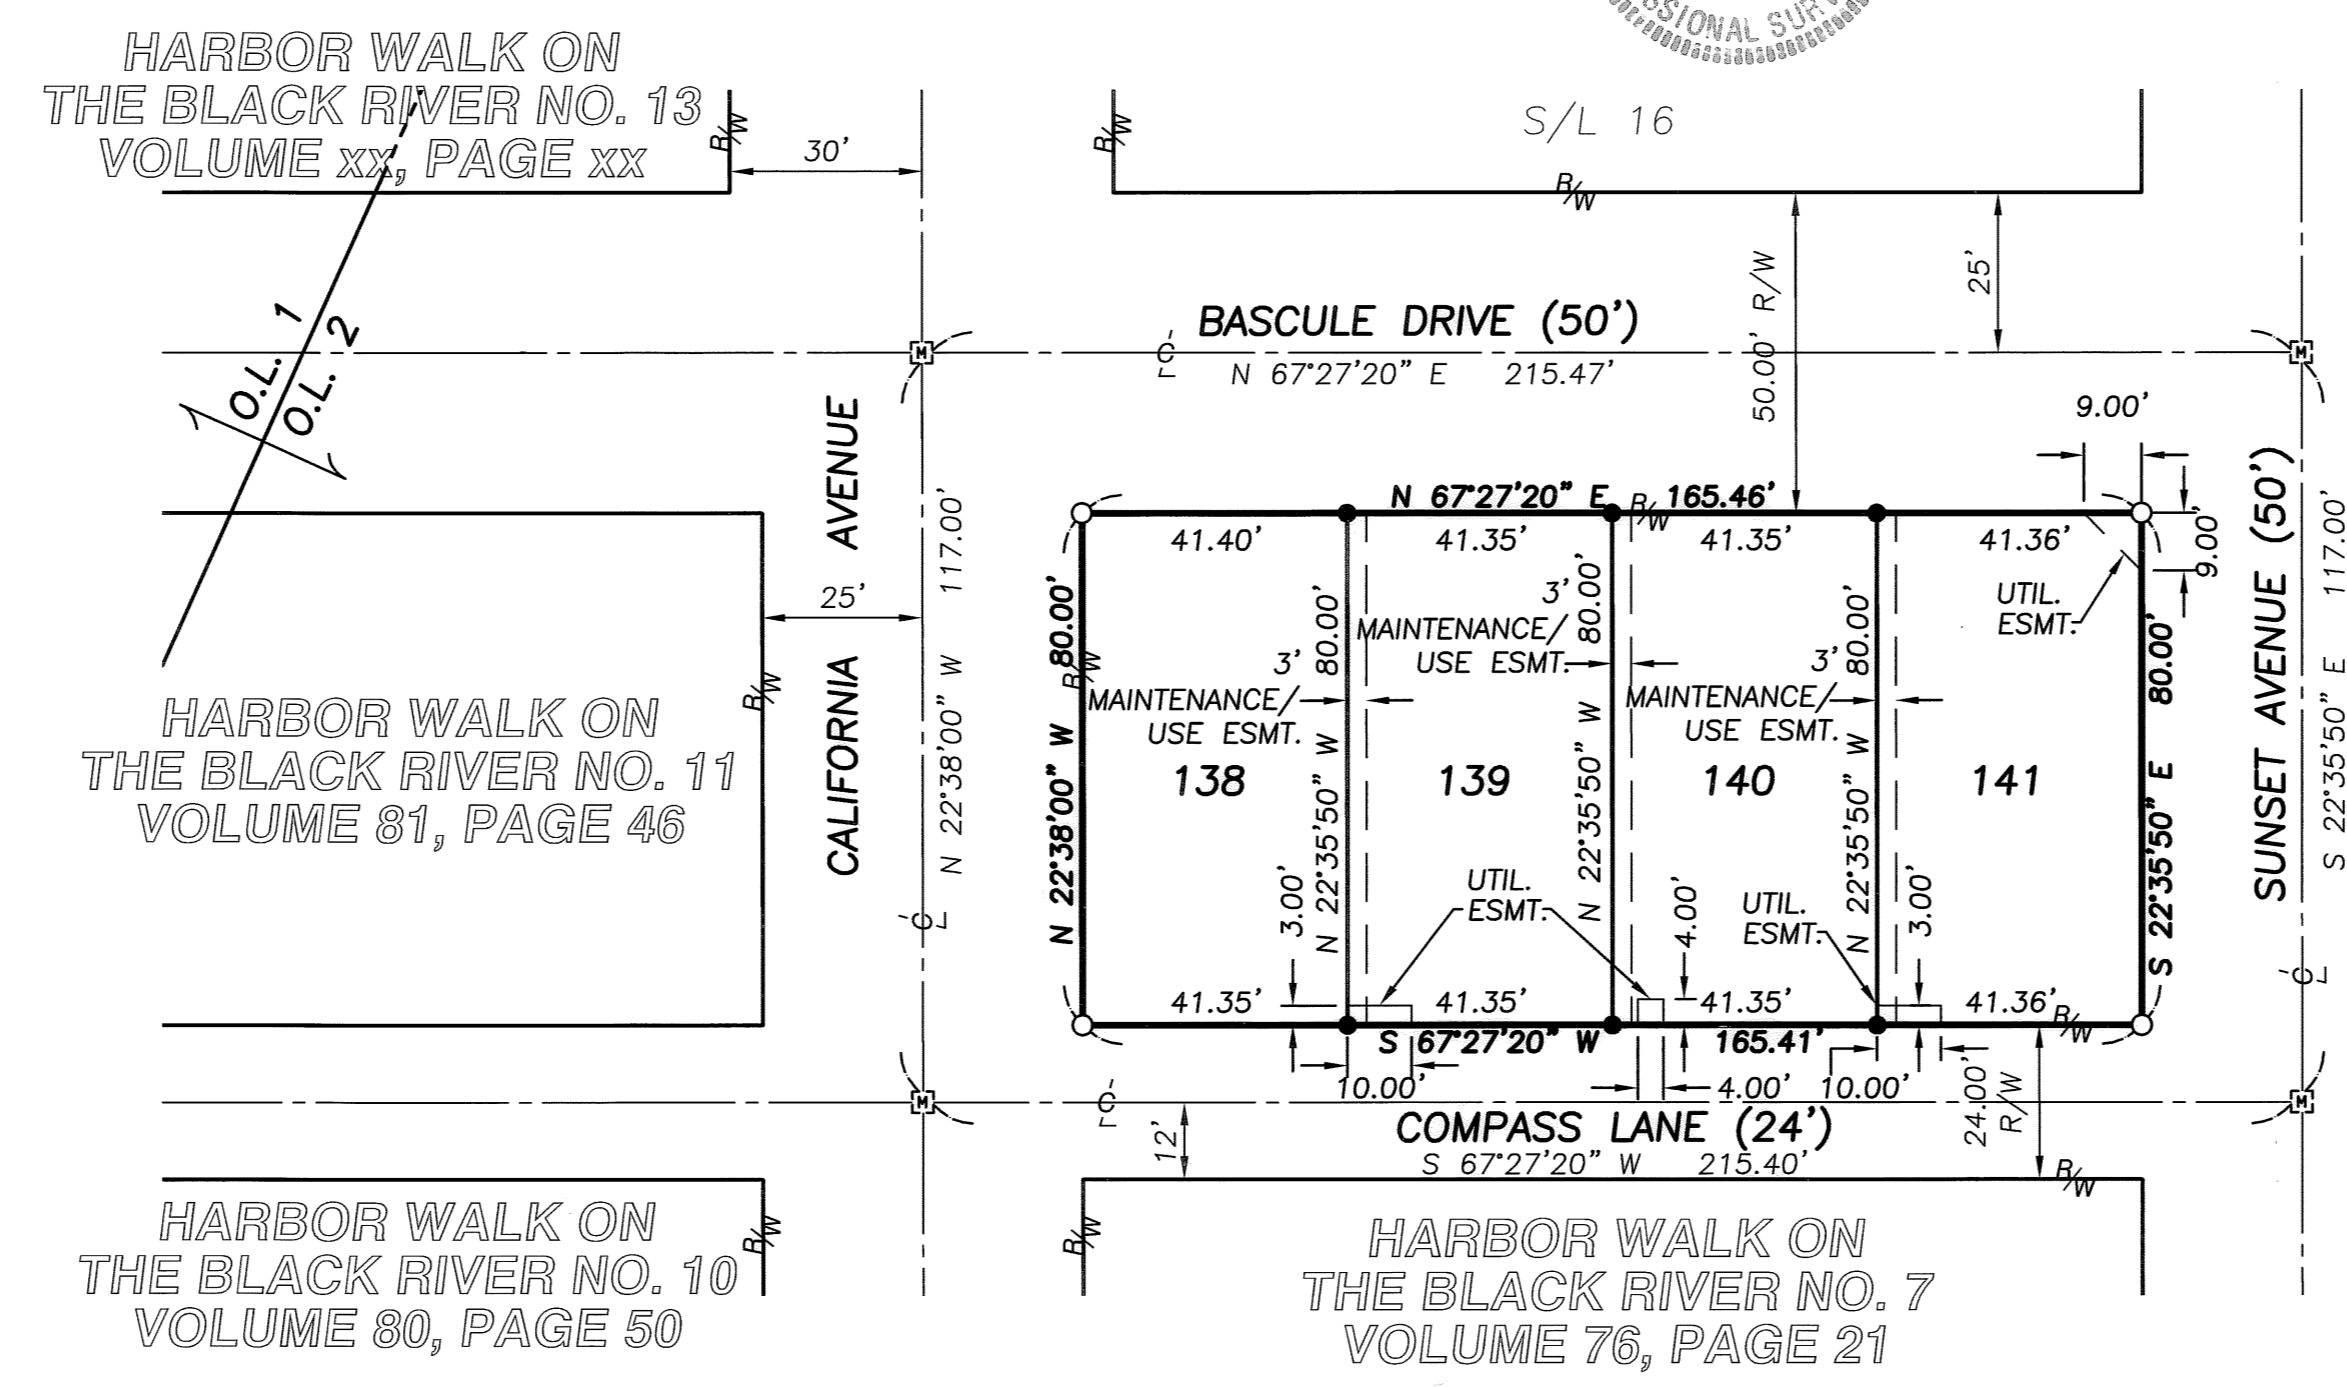 SSIONAL SUR
HARBOR WALK ON
THE BLACK RIVER NO. 13
VOLUME xx, PAGE xx
R/W
30'
R/W
S/L 16
R/W
O.L. 1
O.L. 2
BASCULE DRIVE (50')
C L
N 67°27'20" E 215.47'
50.00' R/W
25'
M
M
9.00'
9.00'
CALIFORNIA AVENUE
N 22°38'00" W 117.00'
C L
25'
R/W
N 67°27'20" E R/W 165.46'
41.40'
41.35'
41.35'
41.36'
N 22°38'00" W 80.00'
R/W
3'
MAINTENANCE/
USE ESMT.
N 22°35'50" W 80.00'
3'
MAINTENANCE/
USE ESMT.
N 22°35'50" W 80.00'
3'
MAINTENANCE/
USE ESMT.
N 22°35'50" W 80.00'
UTIL.
ESMT.
S 22°35'50" E 80.00'
SUNSET AVENUE (50')
S 22°35'50" E 117.00'
C L
HARBOR WALK ON
THE BLACK RIVER NO. 11
VOLUME 81, PAGE 46
138
139
140
141
3.00'
UTIL.
ESMT.
4.00'
UTIL.
ESMT.
3.00'
41.35'
41.35'
41.35'
41.36'
R/W
S 67°27'20" W 165.41'
10.00'
4.00'
10.00'
24.00'
R/W
M
C L
M
12'
COMPASS LANE (24')
S 67°27'20" W 215.40'
R/W
HARBOR WALK ON
THE BLACK RIVER NO. 10
VOLUME 80, PAGE 50
R/W
R/W
HARBOR WALK ON
THE BLACK RIVER NO. 7
VOLUME 76, PAGE 21